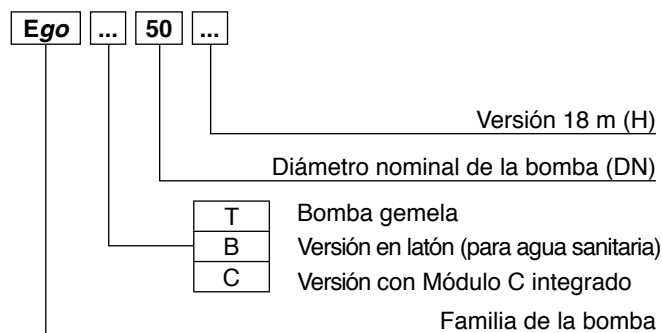 Ego ... 50 ...
Versión 18 m (H)
Diámetro nominal de la bomba (DN)
T Bomba gemela
B Versión en latón (para agua sanitaria)
C Versión con Módulo C integrado
Familia de la bomba